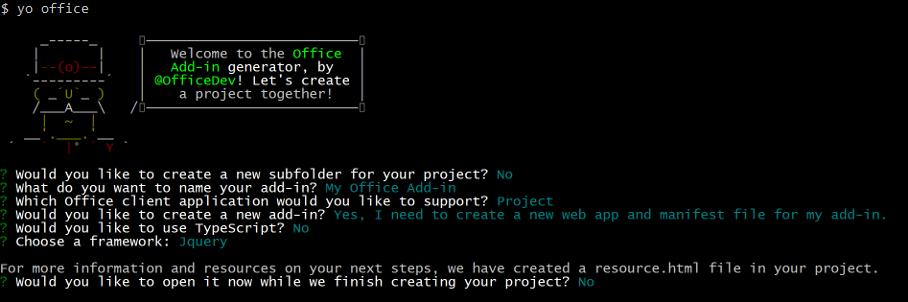 $ yo office
Welcome to the Office
Add-in generator, by
@OfficeDev! Let's create
a project together!
? Would you like to create a new subfolder for your project? No
? What do you want to name your add-in? My Office Add-in
? Which Office client application would you like to support? Project
? Would you like to create a new add-in? Yes, I need to create a new web app and manifest file for my add-in.
? Would you like to use TypeScript? No
? Choose a framework: Jquery
For more information and resources on your next steps, we have created a resource.html file in your project.
? Would you like to open it now while we finish creating your project? No